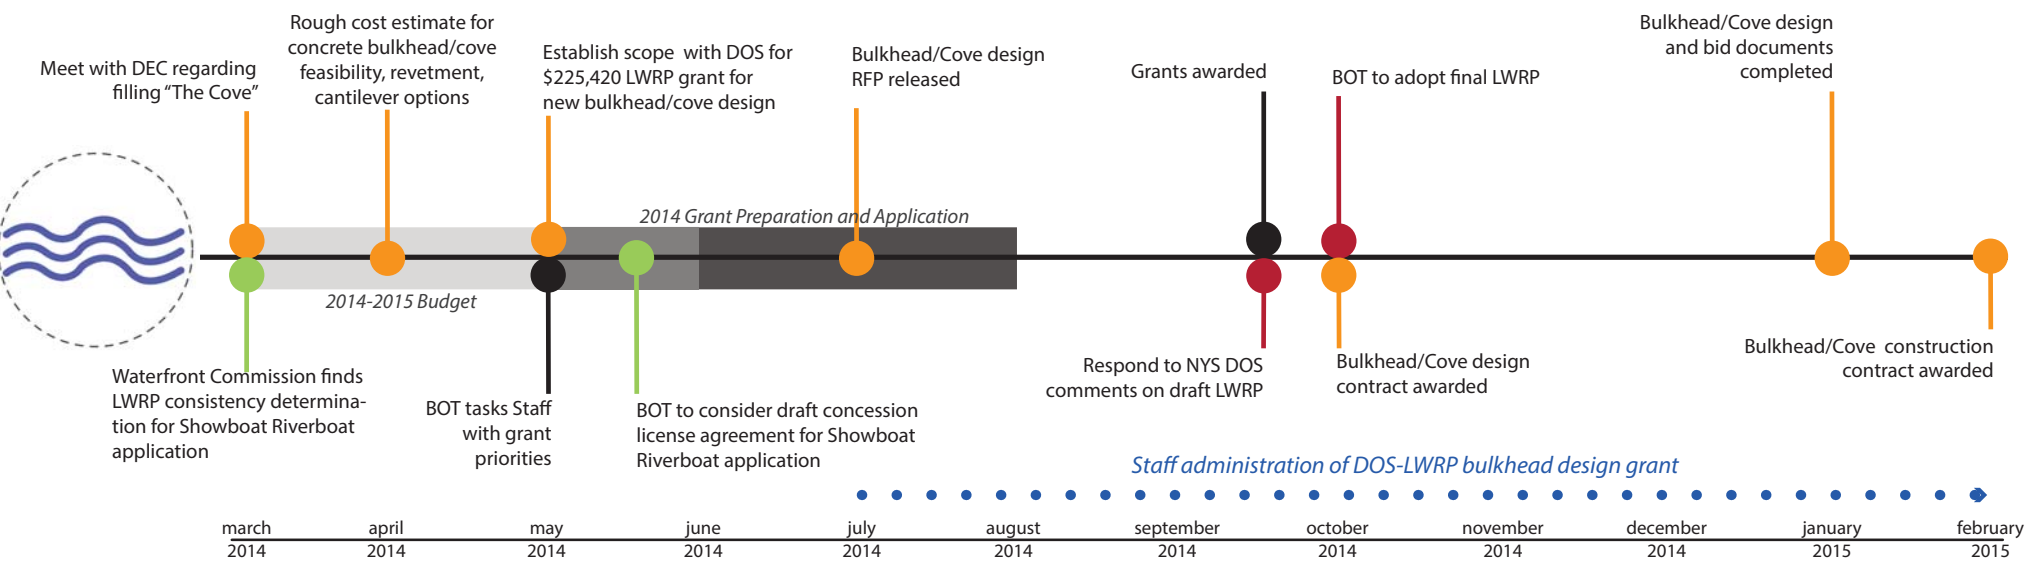 Meet with DEC regarding
filling “The Cove”
Rough cost estimate for
concrete bulkhead/cove
feasibility, revetment,
cantilever options
Establish scope with DOS for
$225,420 LWRP grant for
new bulkhead/cove design
Bulkhead/Cove design
RFP released
Grants awarded
BOT to adopt final LWRP
Bulkhead/Cove design
and bid documents
completed
2014 Grant Preparation and Application
2014-2015 Budget
Waterfront Commission finds
LWRP consistency determina-
tion for Showboat Riverboat
application
BOT tasks Staff
with grant
priorities
BOT to consider draft concession
license agreement for Showboat
Riverboat application
Respond to NYS DOS
comments on draft LWRP
Bulkhead/Cove design
contract awarded
Bulkhead/Cove construction
contract awarded
Staff administration of DOS-LWRP bulkhead design grant
march april may june july august september october november december january february
2014 2014 2014 2014 2014 2014 2014 2014 2014 2014 2015 2015